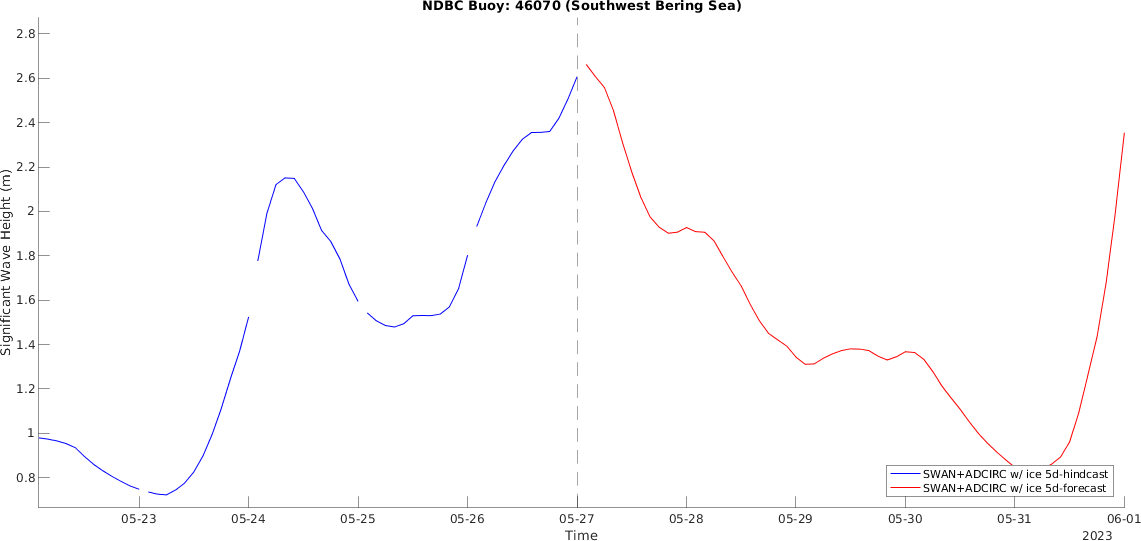 NDBC Buoy: 46070 (Southwest Bering Sea)
2.8
2.6
2.4
2.2
2
1.8
1.6
1.4
1.2
1
0.8
Significant Wave Height (m)
SWAN+ADCIRC w/ ice 5d-hindcast
SWAN+ADCIRC w/ ice 5d-forecast
05-23 05-24 05-25 05-26 05-27 05-28 05-29 05-30 05-31 06-01
Time
2023